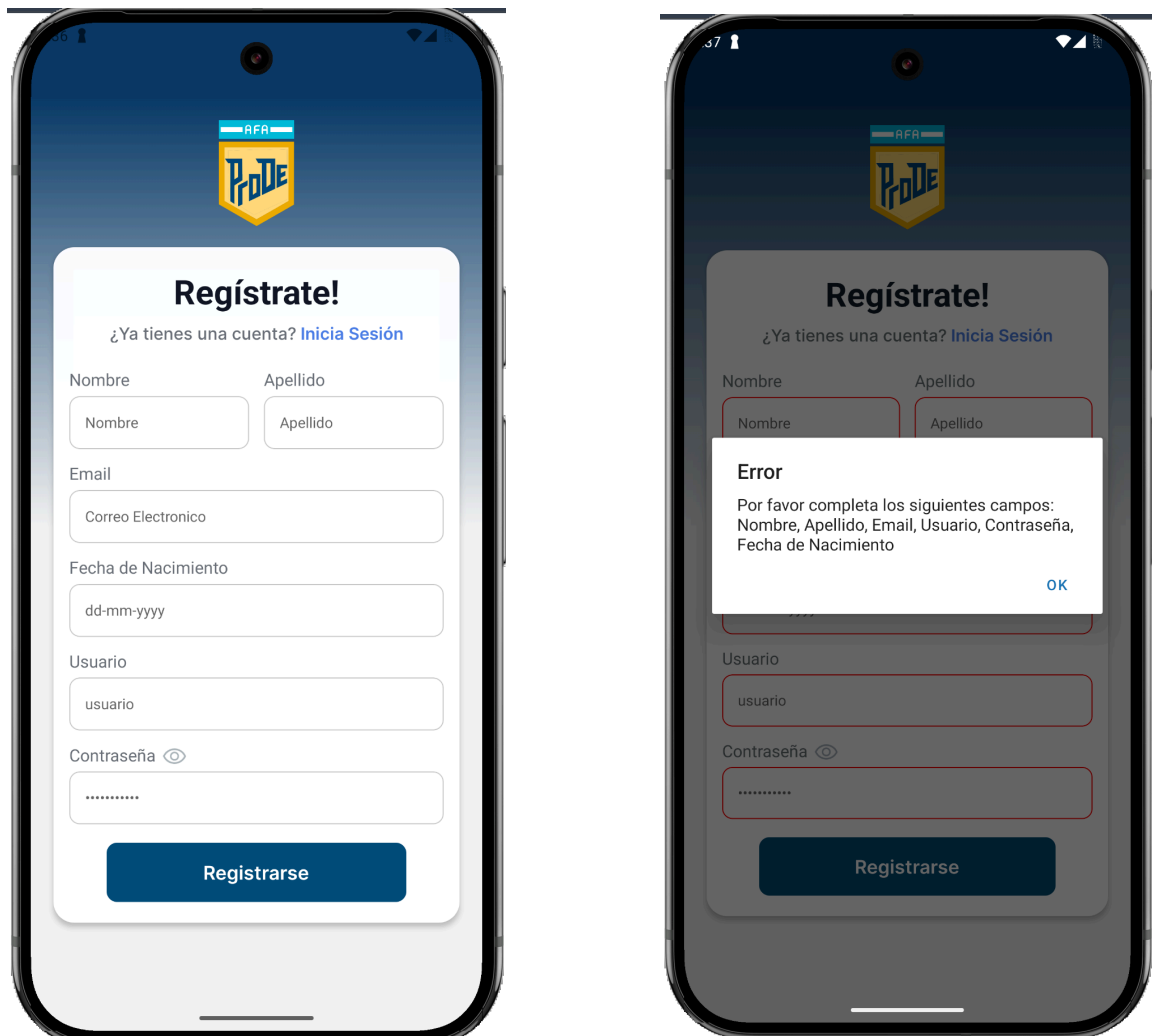 36
AFA
ProDe
Regístrate!
¿Ya tienes una cuenta? Inicia Sesión
Nombre Apellido
Nombre Apellido
Email
Correo Electronico
Fecha de Nacimiento
dd-mm-yyyy
Usuario
usuario
Contraseña
•••••••••••
Registrarse
:37
AFA
ProDe
Regístrate!
¿Ya tienes una cuenta? Inicia Sesión
Nombre Apellido
Nombre Apellido
Error
Por favor completa los siguientes campos:
Nombre, Apellido, Email, Usuario, Contraseña,
Fecha de Nacimiento
OK
Usuario
usuario
Contraseña
•••••••••••
Registrarse